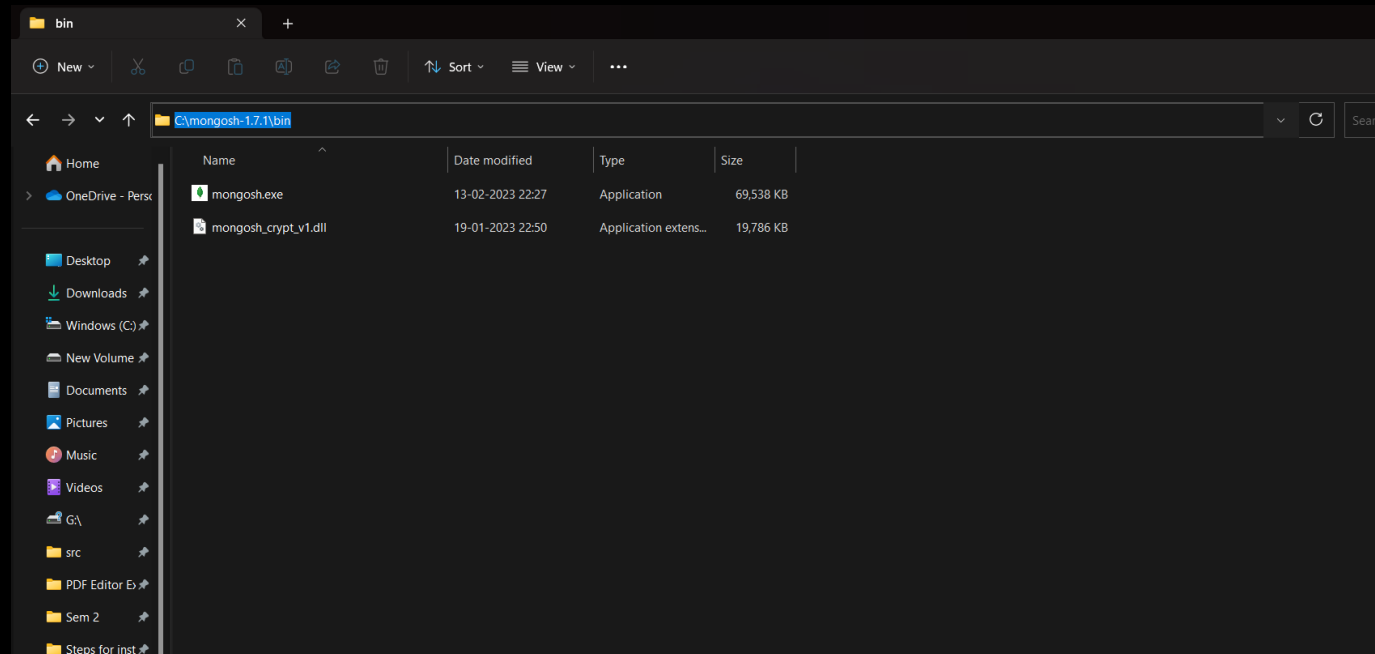 bin
New
Sort
View
C:\mongosh-1.7.1\bin
Sear
Name Date modified Type Size
mongosh.exe 13-02-2023 22:27 Application 69,538 KB
mongosh_crypt_v1.dll 19-01-2023 22:50 Application extens... 19,786 KB
Home
OneDrive - Perso
Desktop
Downloads
Windows (C:)
New Volume
Documents
Pictures
Music
Videos
G:\
src
PDF Editor Ex
Sem 2
Steps for inst